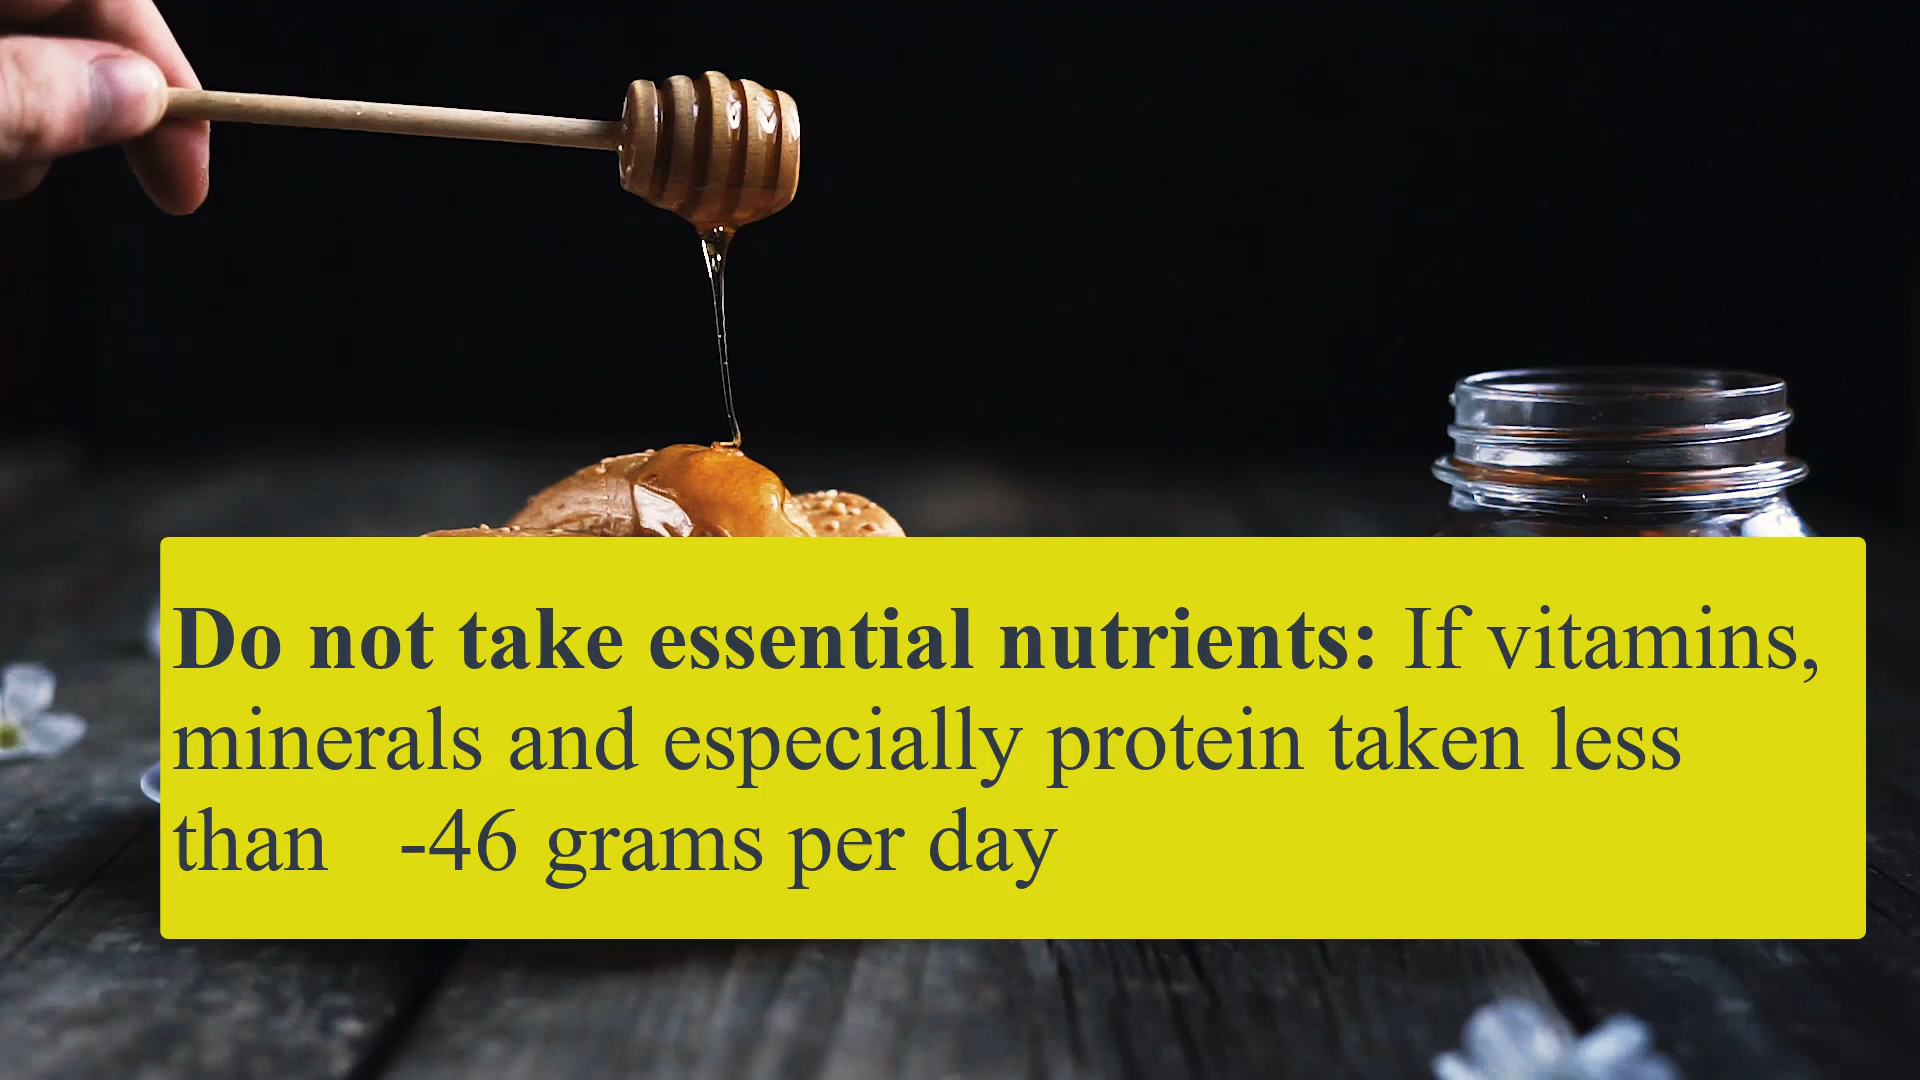 Do not take essential nutrients: If vitamins,
minerals and especially protein taken less
than   -46 grams per day